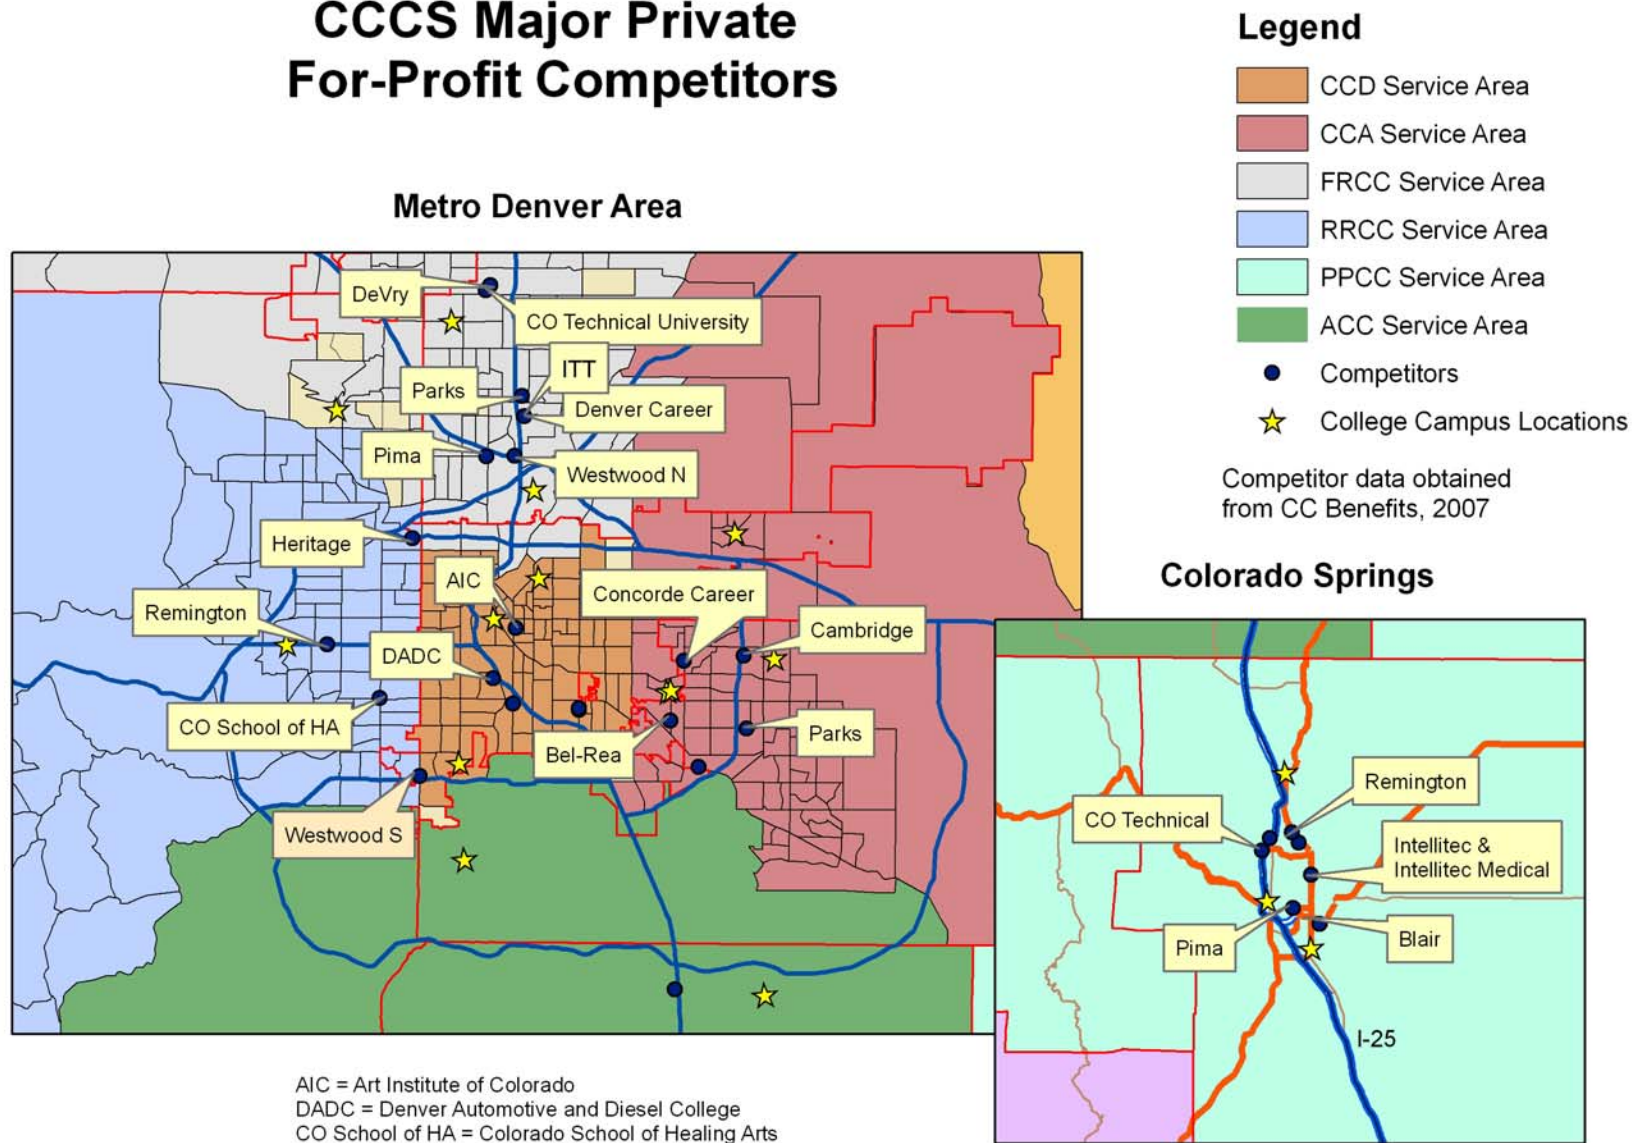 CCCS Major Private
For-Profit Competitors
Legend
CCD Service Area
CCA Service Area
FRCC Service Area
RRCC Service Area
PPCC Service Area
ACC Service Area
Competitors
College Campus Locations
Competitor data obtained
from CC Benefits, 2007
Metro Denver Area
DeVry
CO Technical University
ITT
Parks
Denver Career
Pima
Westwood N
Heritage
AIC
Concorde Career
Remington
Cambridge
DADC
CO School of HA
Parks
Bel-Rea
Westwood S
Colorado Springs
Remington
CO Technical
Intellitec &
Intellitec Medical
Blair
Pima
I-25
AIC = Art Institute of Colorado
DADC = Denver Automotive and Diesel College
CO School of HA = Colorado School of Healing Arts